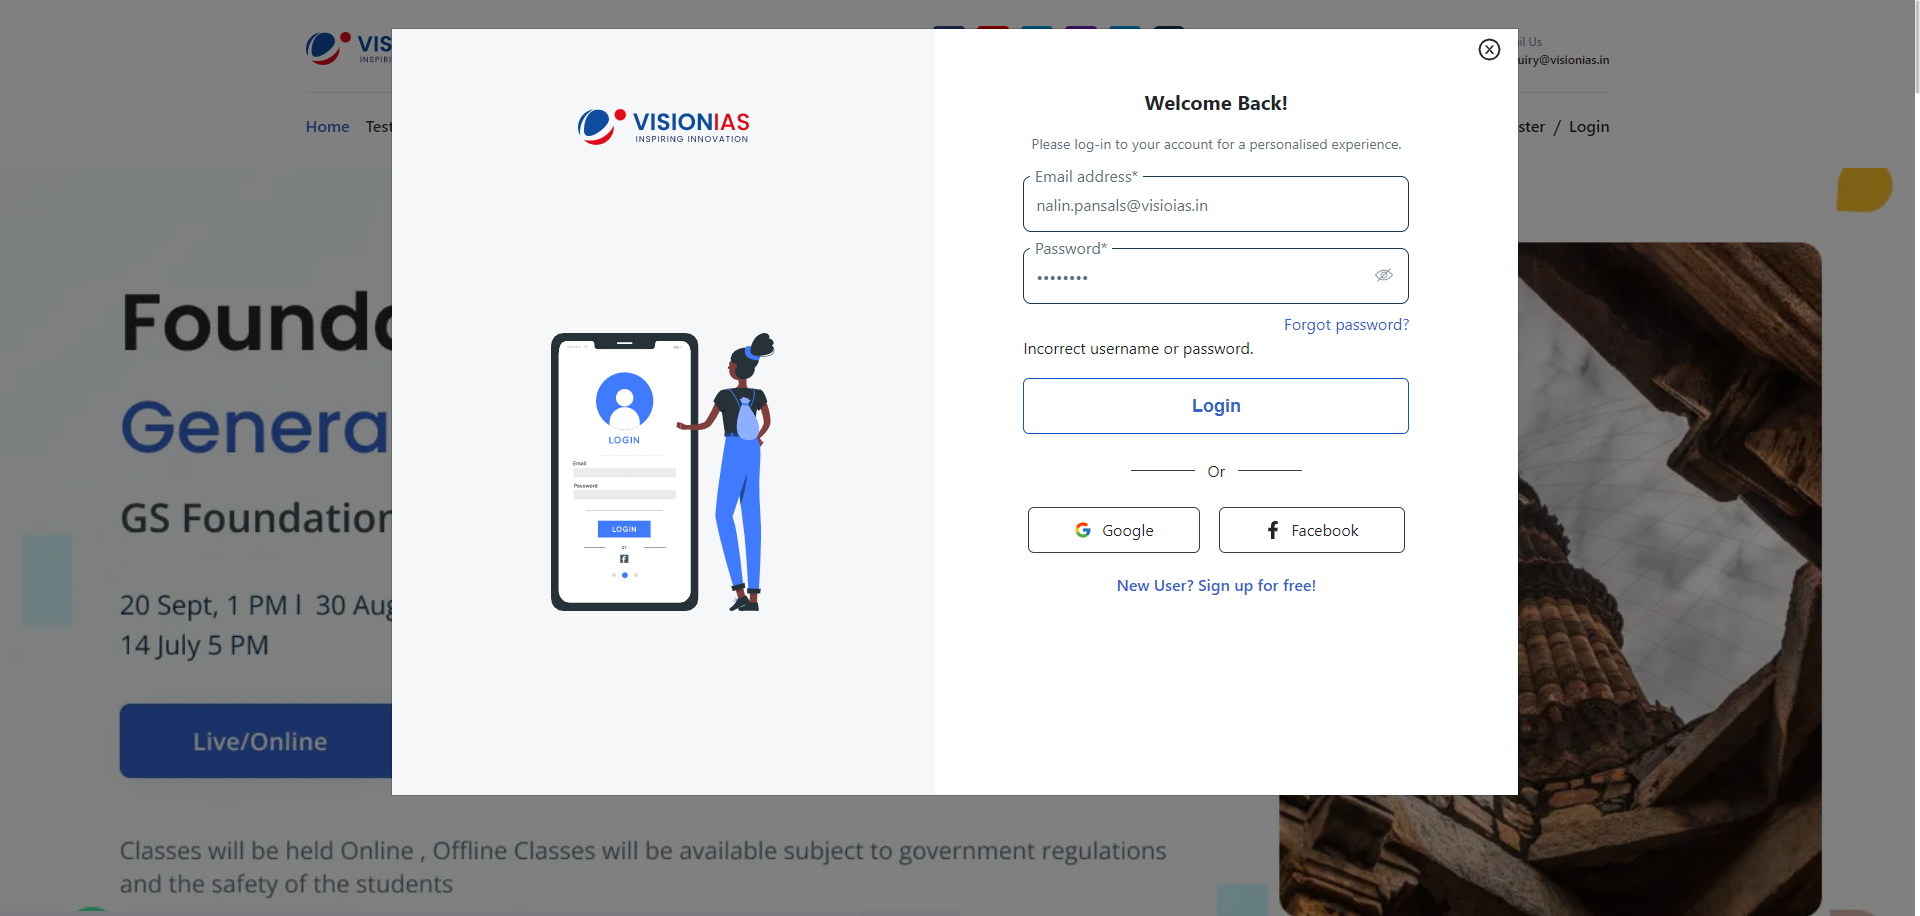 VIS
INSPIRI
il Us
uiry@visionias.in
Home Test
ster / Login
VISIONIAS
INSPIRING INNOVATION
Welcome Back!
Please log-in to your account for a personalised experience.
Email address*
nalin.pansals@visioias.in
Password*
••••••••
Forgot password?
Incorrect username or password.
Login
Or
Google Facebook
New User? Sign up for free!
LOGIN
Email
Password
LOGIN
or
Founda
Genera
GS Foundation
20 Sept, 1 PM l 30 Aug
14 July 5 PM
Live/Online
Classes will be held Online , Offline Classes will be available subject to government regulations
and the safety of the students